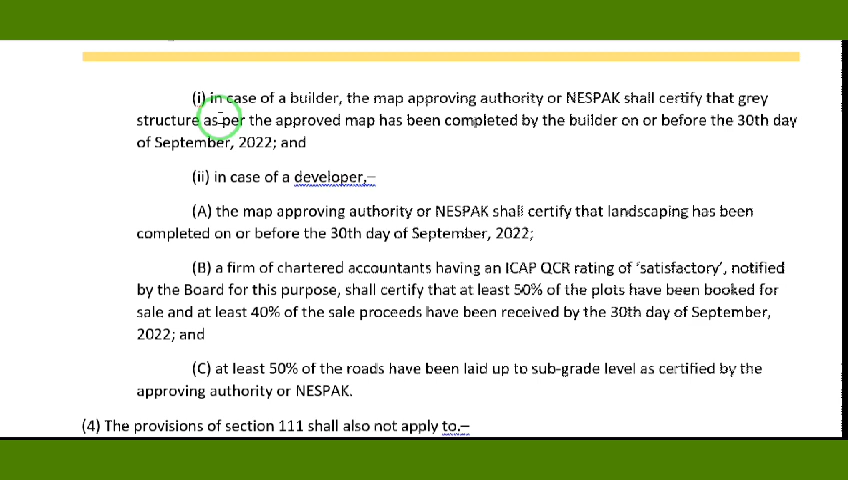 (i) in case of a builder, the map approving authority or NESPAK shall certify that grey
structure as per the approved map has been completed by the builder on or before the 30th day
of September, 2022; and
(ii) in case of a developer,–
(A) the map approving authority or NESPAK shall certify that landscaping has been
completed on or before the 30th day of September, 2022;
(B) a firm of chartered accountants having an ICAP QCR rating of ‘satisfactory’, notified
by the Board for this purpose, shall certify that at least 50% of the plots have been booked for
sale and at least 40% of the sale proceeds have been received by the 30th day of September,
2022; and
(C) at least 50% of the roads have been laid up to sub-grade level as certified by the
approving authority or NESPAK.
(4) The provisions of section 111 shall also not apply to.–